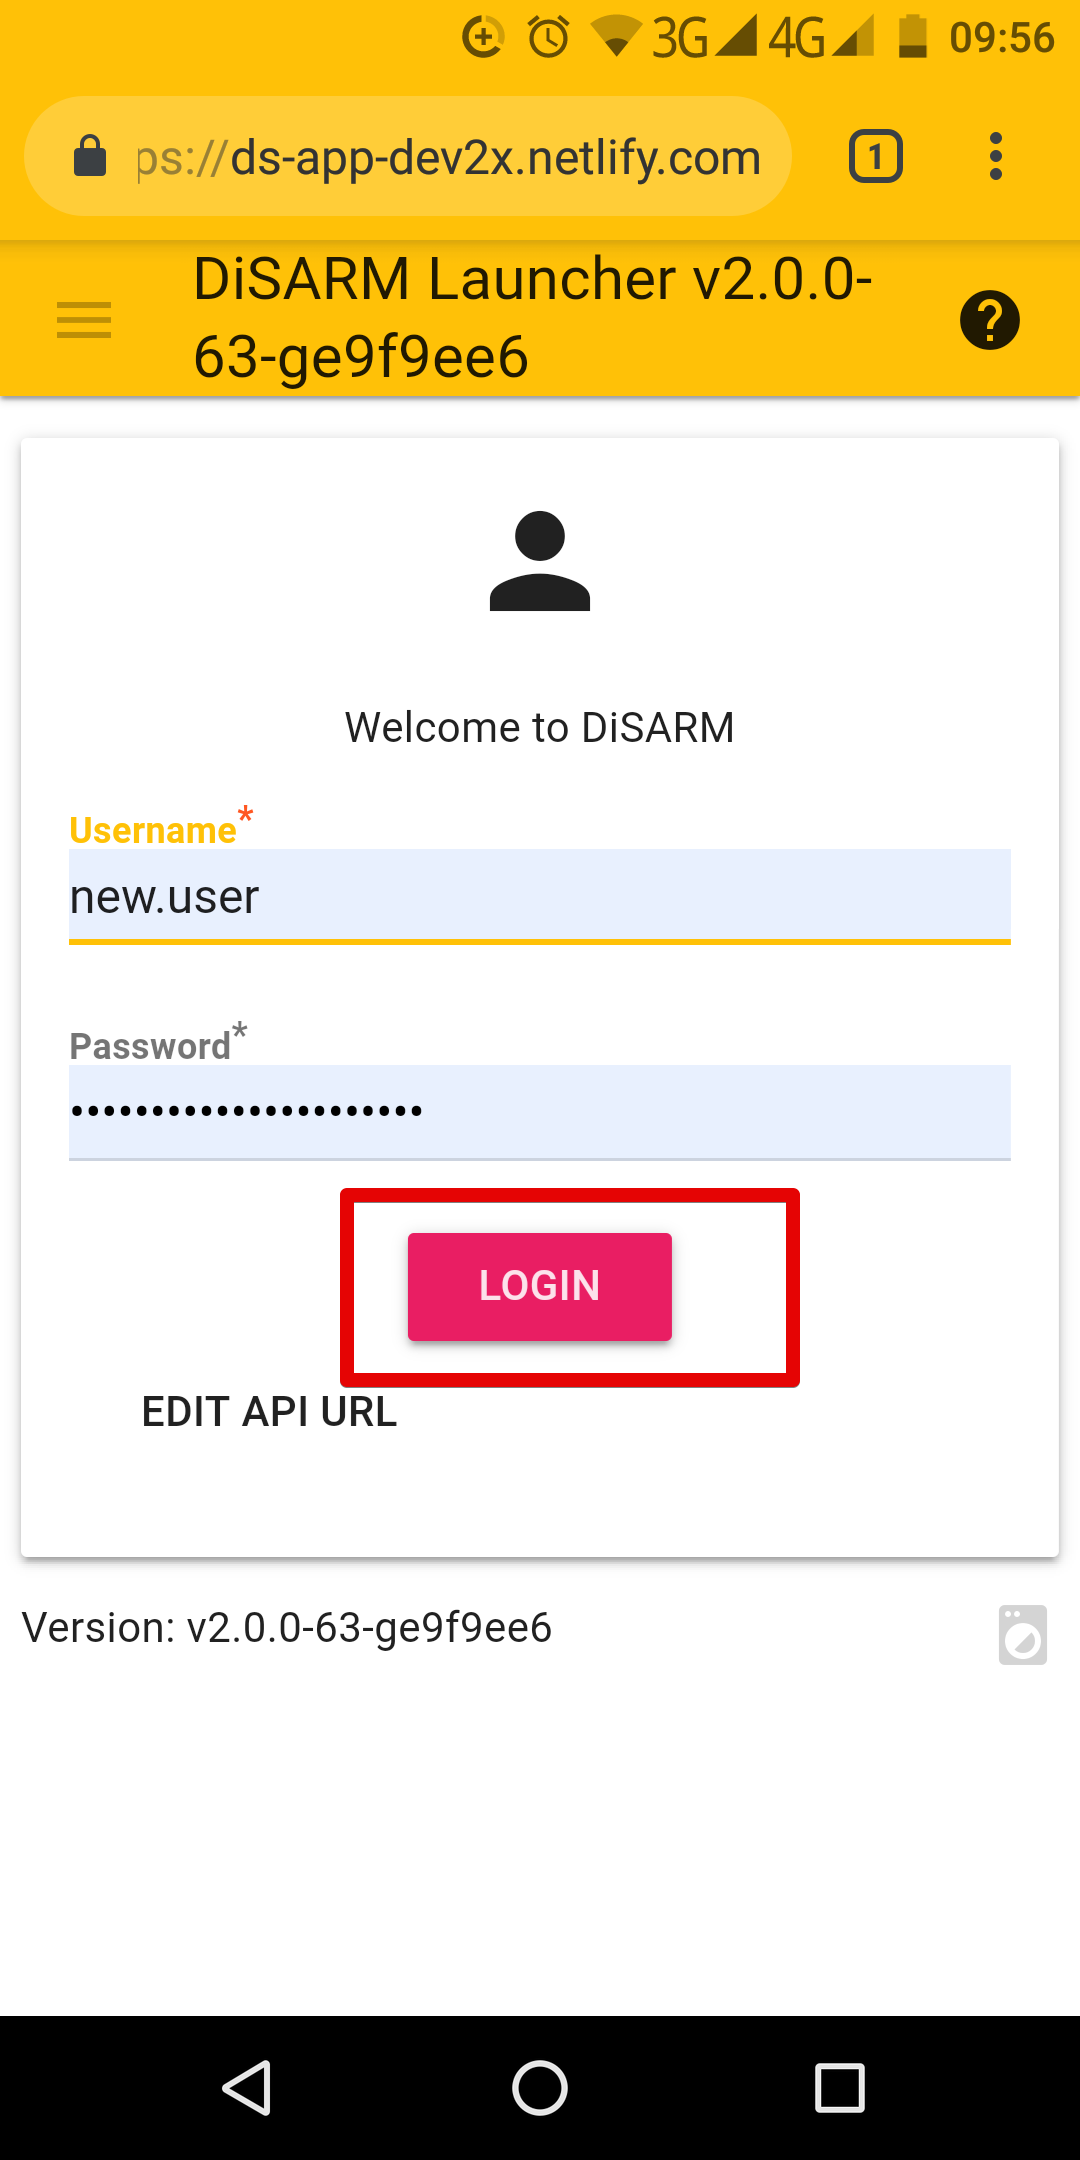 3G 4G 09:56
ps://ds-app-dev2x.netlify.com 1
DiSARM Launcher v2.0.0-
63-ge9f9ee6
Welcome to DiSARM
Username*
new.user
Password*
••••••••••••••••••••••
LOGIN
EDIT API URL
Version: v2.0.0-63-ge9f9ee6